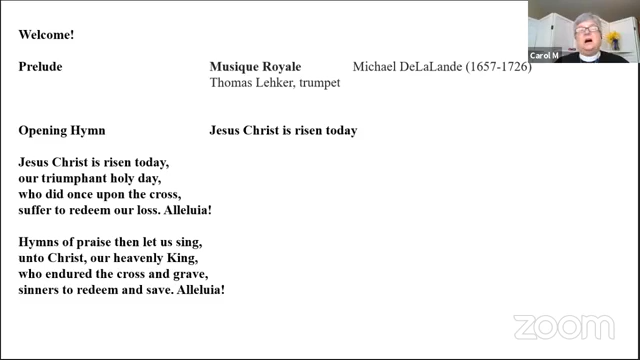 Welcome!
Prelude Musique Royale Michael DeLaLande (1657-1726)
Thomas Lehker, trumpet
Opening Hymn Jesus Christ is risen today
Jesus Christ is risen today,
our triumphant holy day,
who did once upon the cross,
suffer to redeem our loss. Alleluia!
Hymns of praise then let us sing,
unto Christ, our heavenly King,
who endured the cross and grave,
sinners to redeem and save. Alleluia!
Carol M
zoom